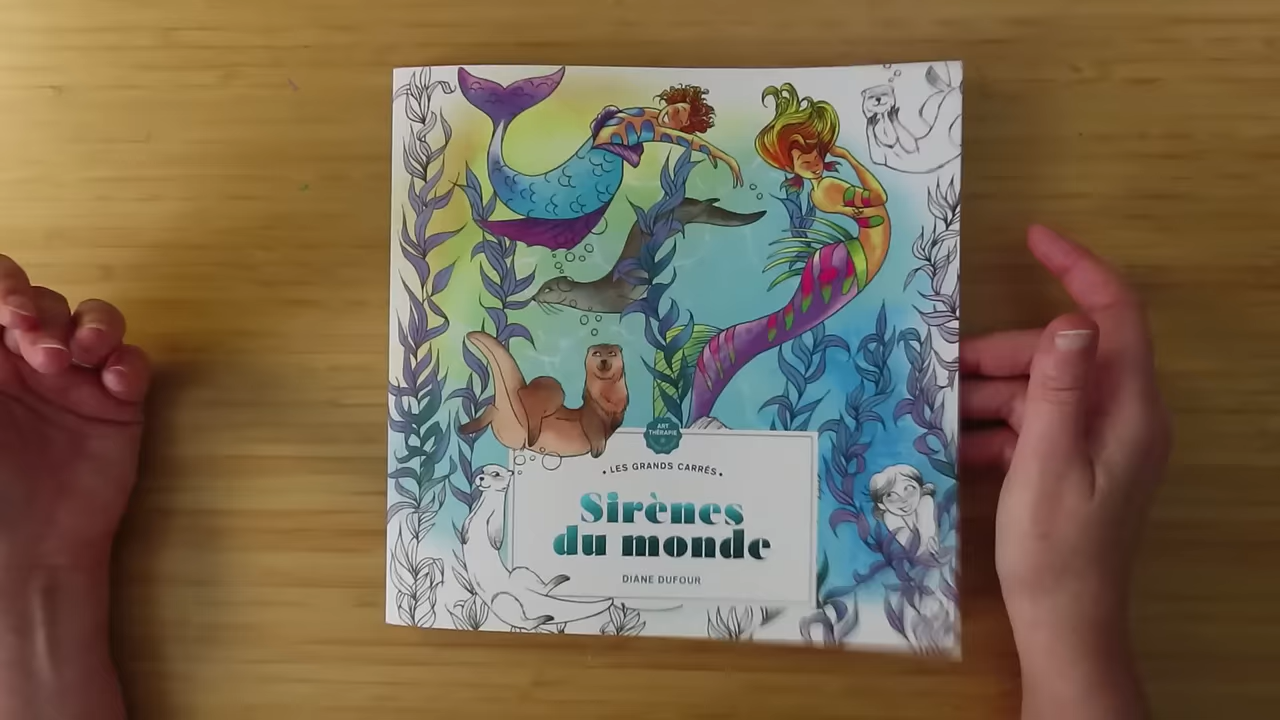 ART
THÉRAPIE
• LES GRANDS CARRÉS •
Sirènes
du monde
DIANE DUFOUR